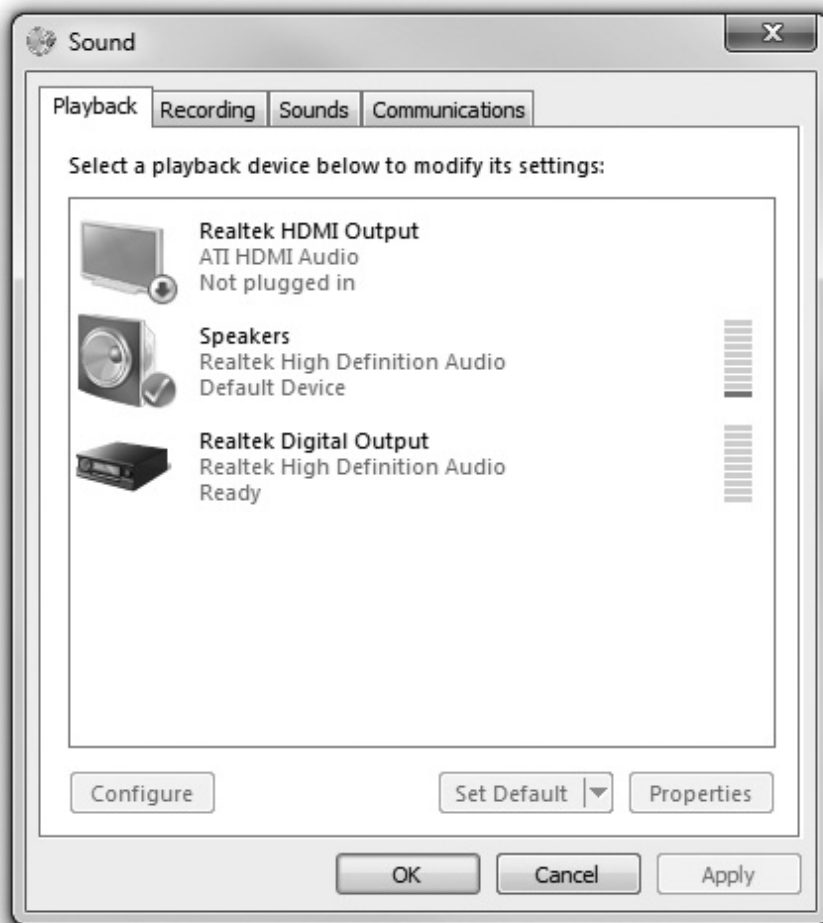 Sound
Playback Recording Sounds Communications
Select a playback device below to modify its settings:
Realtek HDMI Output
ATI HDMI Audio
Not plugged in
Speakers
Realtek High Definition Audio
Default Device
Realtek Digital Output
Realtek High Definition Audio
Ready
Configure Set Default Properties
OK Cancel Apply